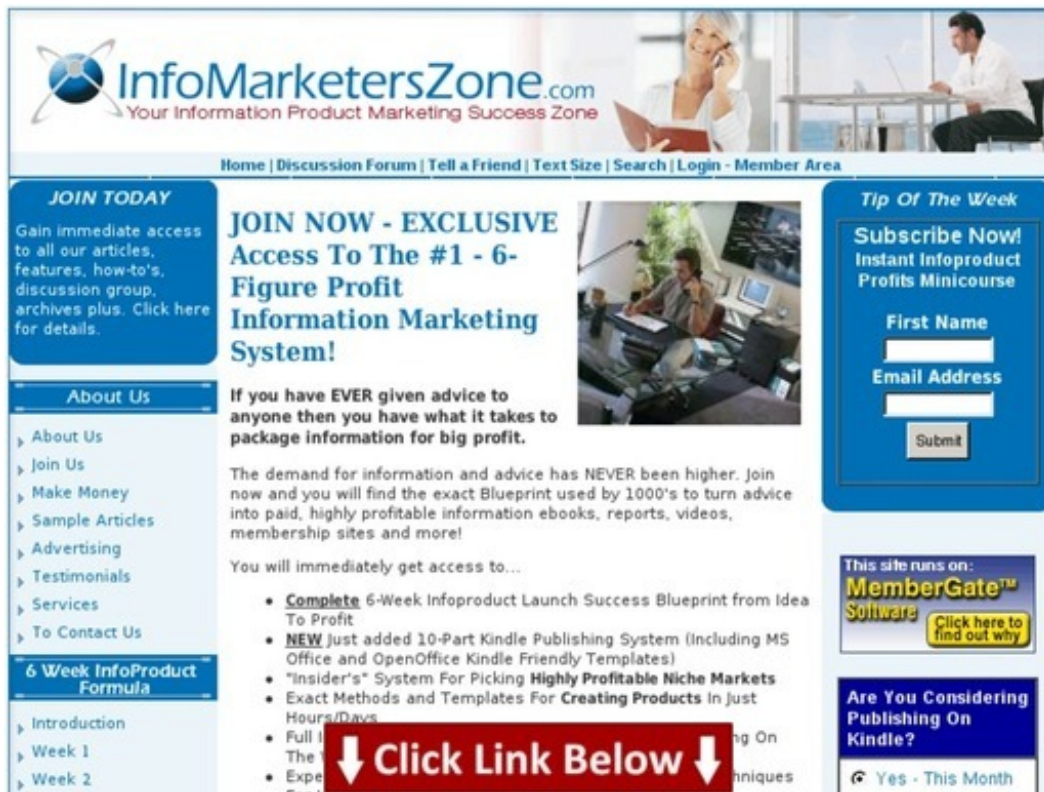 InfoMarketersZone.com
Your Information Product Marketing Success Zone
Home | Discussion Forum | Tell a Friend | Text Size | Search | Login - Member Area
JOIN TODAY
Gain immediate access
to all our articles,
features, how-to's,
discussion group,
archives plus. Click here
for details.
About Us
About Us
Join Us
Make Money
Sample Articles
Advertising
Testimonials
Services
To Contact Us
6 Week InfoProduct
Formula
Introduction
Week 1
Week 2
JOIN NOW - EXCLUSIVE
Access To The #1 - 6-
Figure Profit
Information Marketing
System!
If you have EVER given advice to
anyone then you have what it takes to
package information for big profit.
The demand for information and advice has NEVER been higher. Join
now and you will find the exact Blueprint used by 1000's to turn advice
into paid, highly profitable information ebooks, reports, videos,
membership sites and more!
You will immediately get access to...
Complete 6-Week Infoproduct Launch Success Blueprint from Idea
To Profit
NEW Just added 10-Part Kindle Publishing System (Including MS
Office and OpenOffice Kindle Friendly Templates)
"Insider's" System For Picking Highly Profitable Niche Markets
Exact Methods and Templates For Creating Products In Just
Hours/Days
Full On
The
Click Link Below
Tip Of The Week
Subscribe Now!
Instant Infoproduct
Profits Minicourse
First Name
Email Address
Submit
This site runs on:
MemberGate™
Software
Click here to
find out why
Are You Considering
Publishing On
Kindle?
Yes - This Month